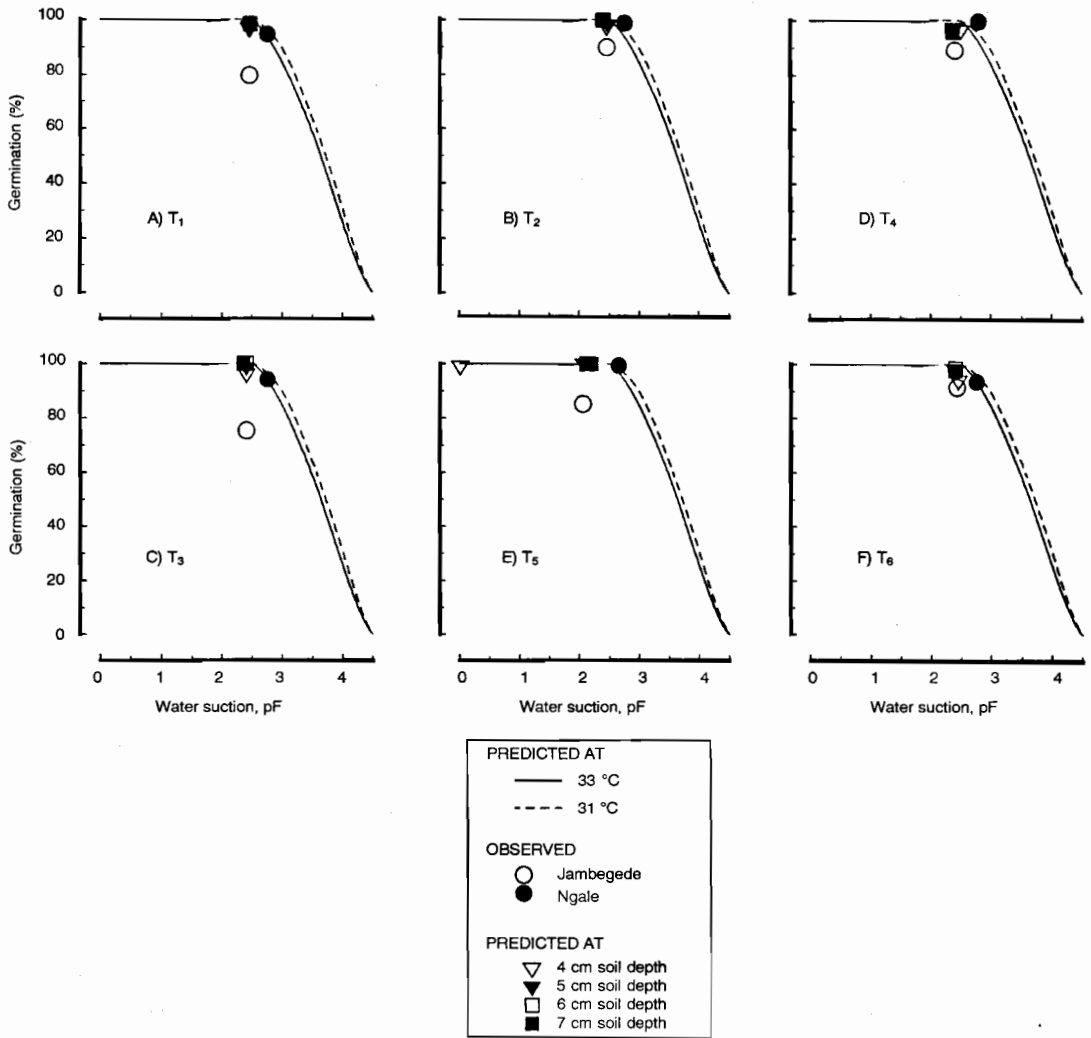 100
80
60
40
20
0
Germination (%)
A) T₁
B) T₂
D) T₄
100
80
60
40
20
0
Germination (%)
C) T₃
E) T₅
F) T₆
0 1 2 3 4
0 1 2 3 4
0 1 2 3 4
Water suction, pF
Water suction, pF
Water suction, pF
PREDICTED AT
33 °C
31 °C
OBSERVED
Jambegede
Ngale
PREDICTED AT
4 cm soil depth
5 cm soil depth
6 cm soil depth
7 cm soil depth